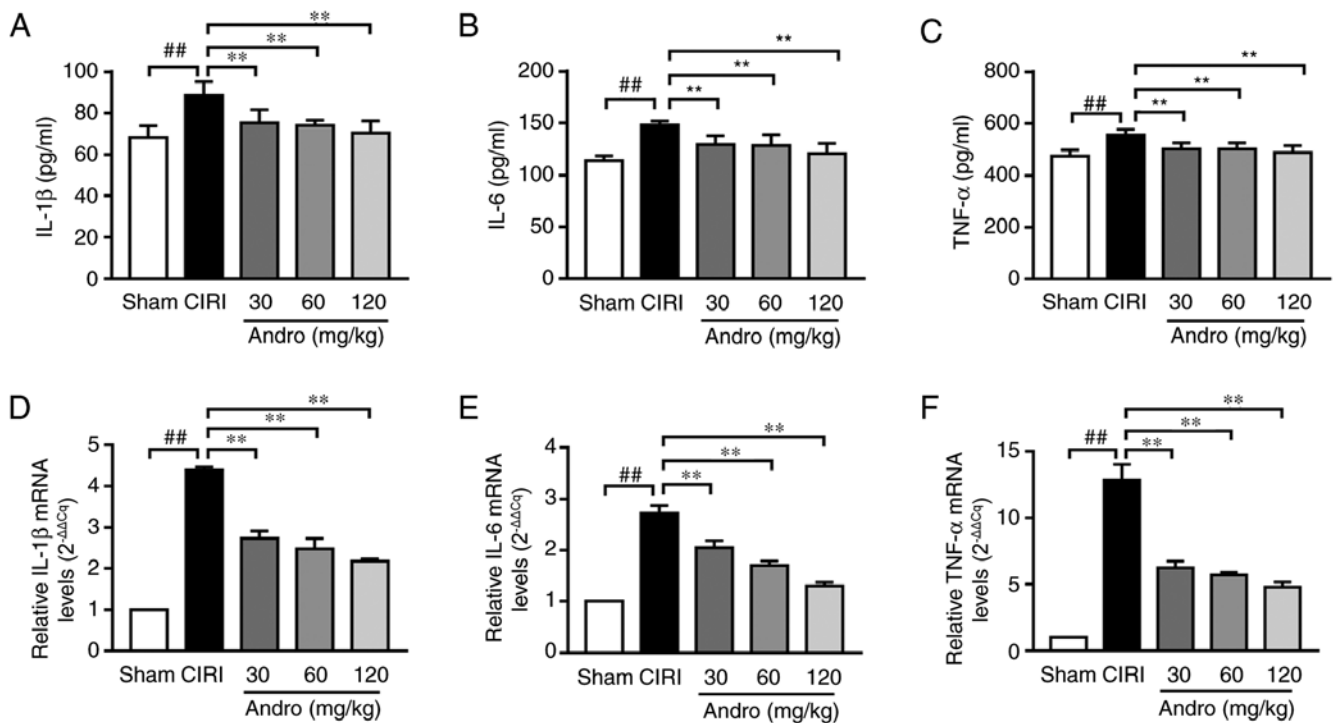 A
**
**
##
**
IL-1β (pg/ml)
100
80
60
40
20
0
Sham CIRI 30 60 120
Andro (mg/kg)
B
**
**
##
**
IL-6 (pg/ml)
200
150
100
50
0
Sham CIRI 30 60 120
Andro (mg/kg)
C
**
**
##
**
TNF-α (pg/ml)
800
600
400
200
0
Sham CIRI 30 60 120
Andro (mg/kg)
D
**
**
##
**
Relative IL-1β mRNA
levels (2-ΔΔCq)
5
4
3
2
1
0
Sham CIRI 30 60 120
Andro (mg/kg)
E
**
**
##
**
Relative IL-6 mRNA
levels (2-ΔΔCq)
4
3
2
1
0
Sham CIRI 30 60 120
Andro (mg/kg)
F
**
**
##
**
Relative TNF-α mRNA
levels (2-ΔΔCq)
15
10
5
0
Sham CIRI 30 60 120
Andro (mg/kg)